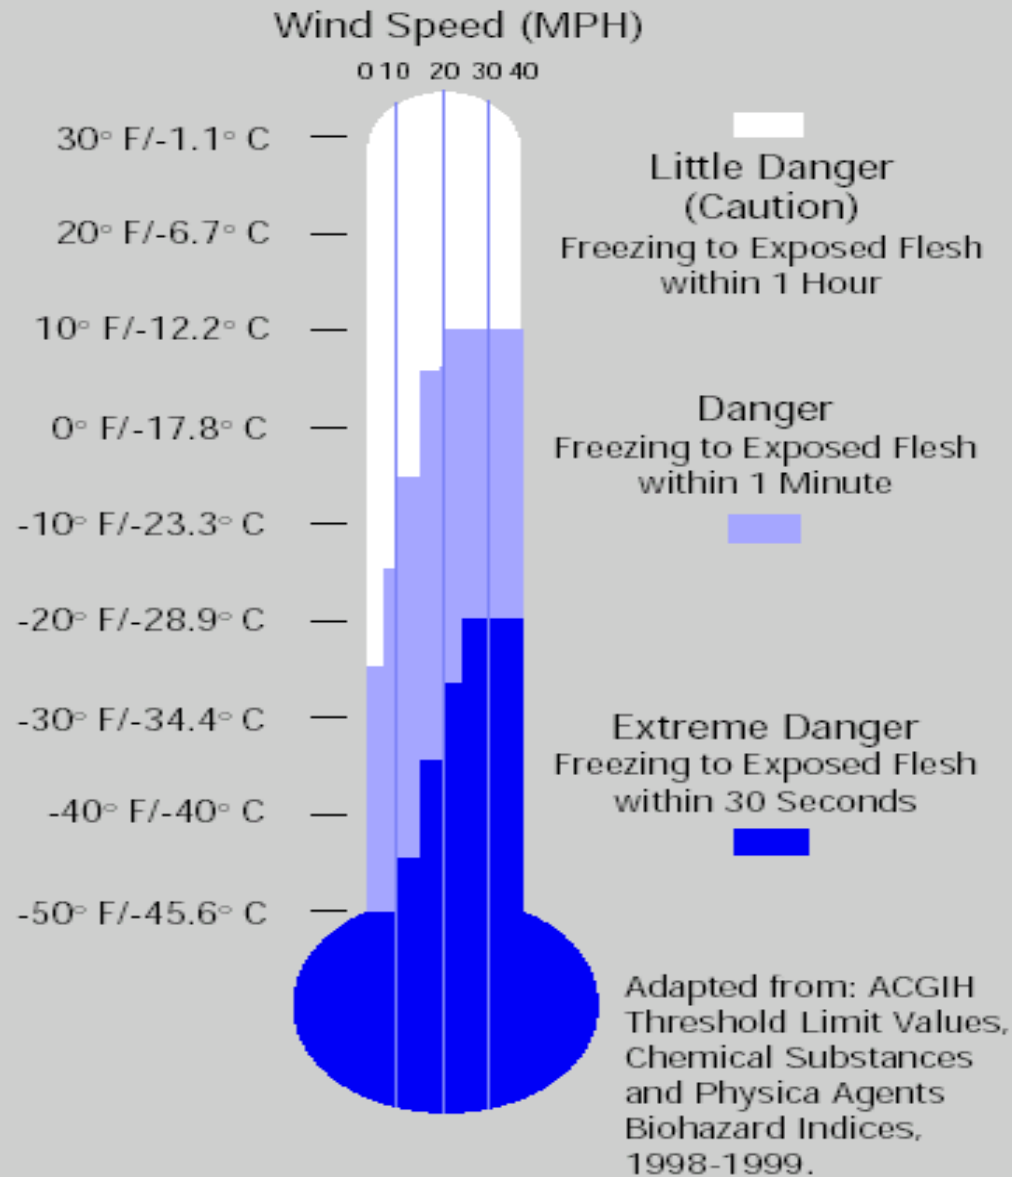 Wind Speed (MPH)
0 10 20 30 40
30° F/-1.1° C
20° F/-6.7° C
10° F/-12.2° C
0° F/-17.8° C
-10° F/-23.3° C
-20° F/-28.9° C
-30° F/-34.4° C
-40° F/-40° C
-50° F/-45.6° C
Little Danger
(Caution)
Freezing to Exposed Flesh
within 1 Hour
Danger
Freezing to Exposed Flesh
within 1 Minute
Extreme Danger
Freezing to Exposed Flesh
within 30 Seconds
Adapted from: ACGIH
Threshold Limit Values,
Chemical Substances
and Physica Agents
Biohazard Indices,
1998-1999.